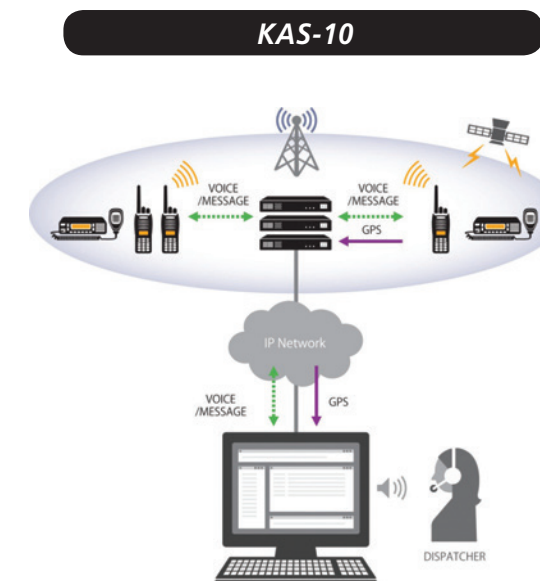 KAS-10
VOICE
/MESSAGE
VOICE
/MESSAGE
GPS
IP Network
VOICE
/MESSAGE
GPS
DISPATCHER